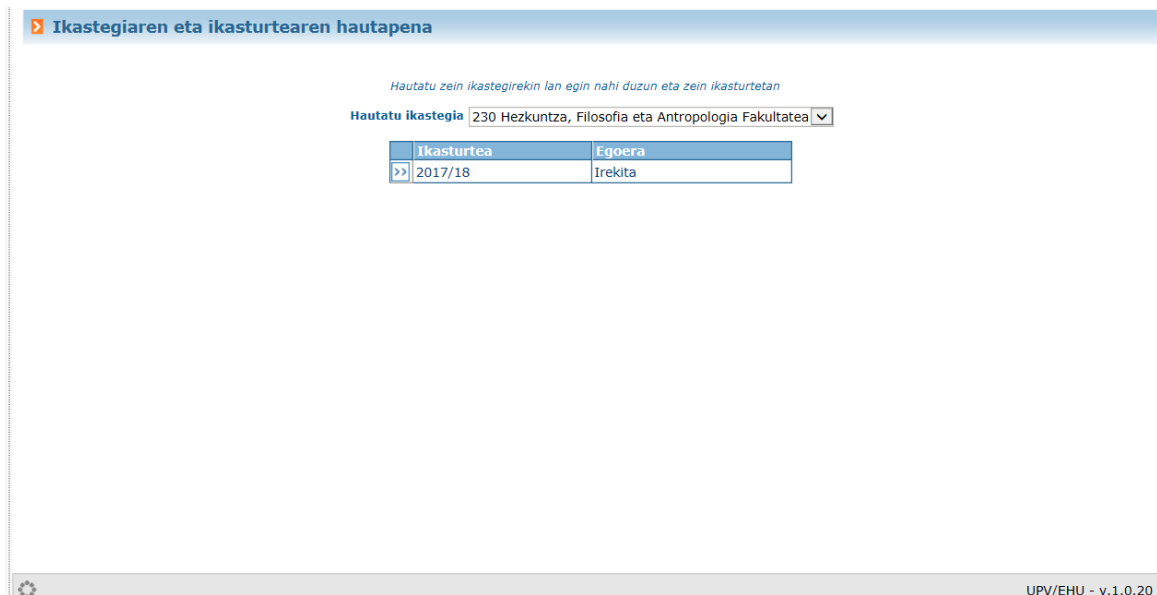 Ikastegiaren eta ikasturtearen hautapena
Hautatu zein ikastegirekin lan egin nahi duzun eta zein ikasturtetan
Hautatu ikastegia 230 Hezkuntza, Filosofia eta Antropologia Fakultatea
Ikasturtea Egoera
>> 2017/18 Irekita
UPV/EHU - v.1.0.20